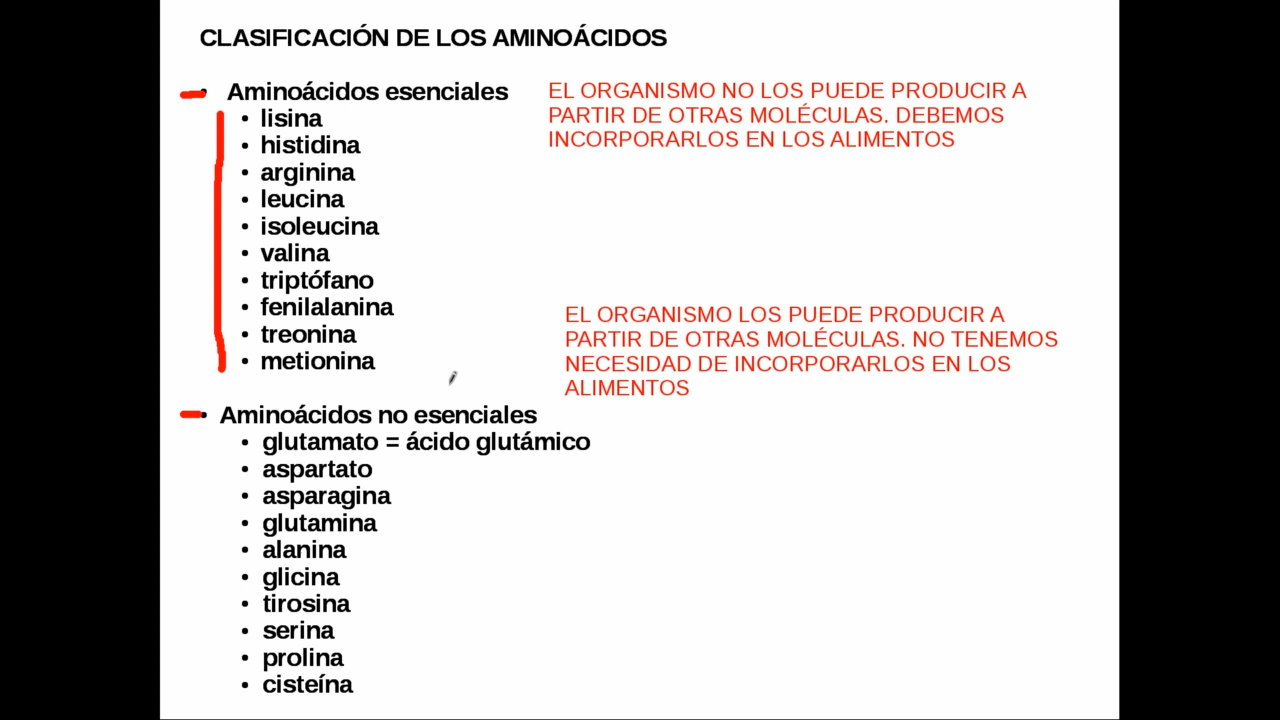 CLASIFICACIÓN DE LOS AMINOÁCIDOS
• Aminoácidos esenciales
EL ORGANISMO NO LOS PUEDE PRODUCIR A
PARTIR DE OTRAS MOLÉCULAS. DEBEMOS
INCORPORARLOS EN LOS ALIMENTOS
• lisina
• histidina
• arginina
• leucina
• isoleucina
• valina
• triptófano
• fenilalanina
• treonina
• metionina
EL ORGANISMO LOS PUEDE PRODUCIR A
PARTIR DE OTRAS MOLÉCULAS. NO TENEMOS
NECESIDAD DE INCORPORARLOS EN LOS
ALIMENTOS
• Aminoácidos no esenciales
• glutamato = ácido glutámico
• aspartato
• asparagina
• glutamina
• alanina
• glicina
• tirosina
• serina
• prolina
• cisteína